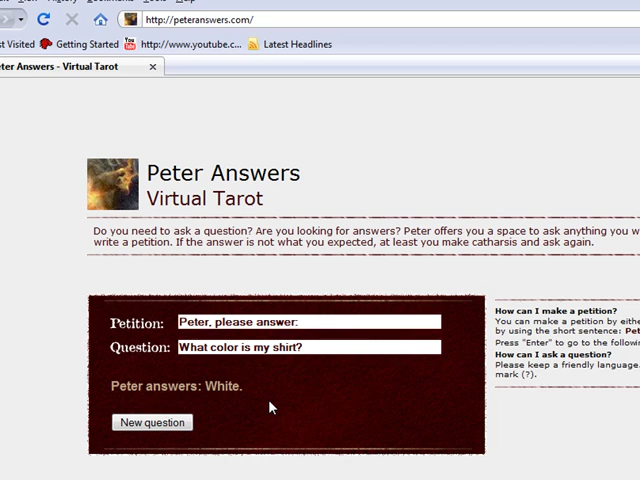 http://peteranswers.com/
st Visited Getting Started http://www.youtube.c... Latest Headlines
eter Answers - Virtual Tarot
Peter Answers
Virtual Tarot
Do you need to ask a question? Are you looking for answers? Peter offers you a space to ask anything you w
write a petition. If the answer is not what you expected, at least you make catharsis and ask again.
Petition: Peter, please answer:
Question: What color is my shirt?
Peter answers: White.
New question
How can I make a petition?
You can make a petition by eithe
by using the short sentence: Pet
Press "Enter" to go to the followi
How can I ask a question?
Please keep a friendly language.
mark (?).